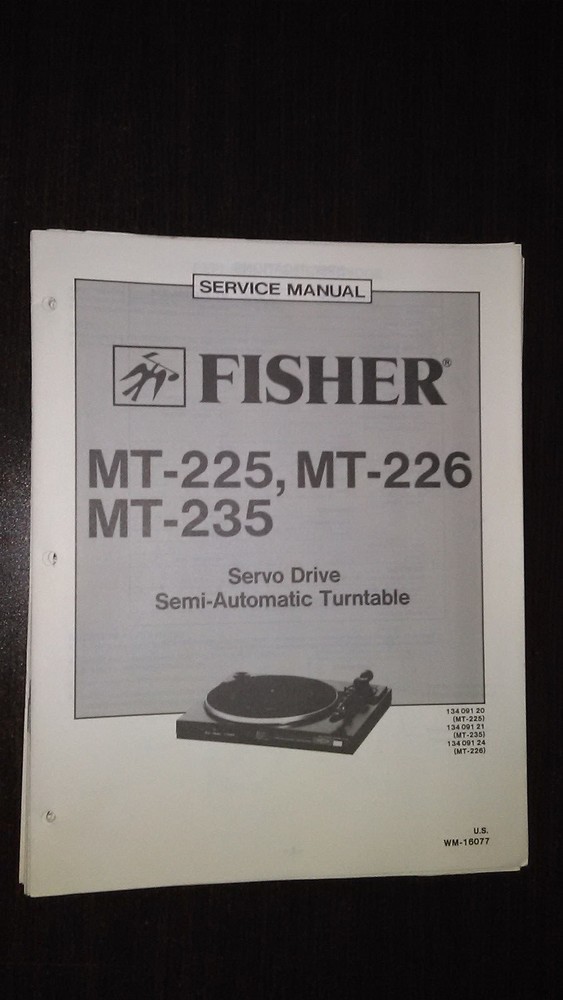 SERVICE MANUAL
FISHER®
MT-225, MT-226
MT-235
Servo Drive
Semi-Automatic Turntable
134 091 20
(MT-225)
134 091 21
(MT-235)
134 091 24
(MT-226)
U.S.
WM-16077